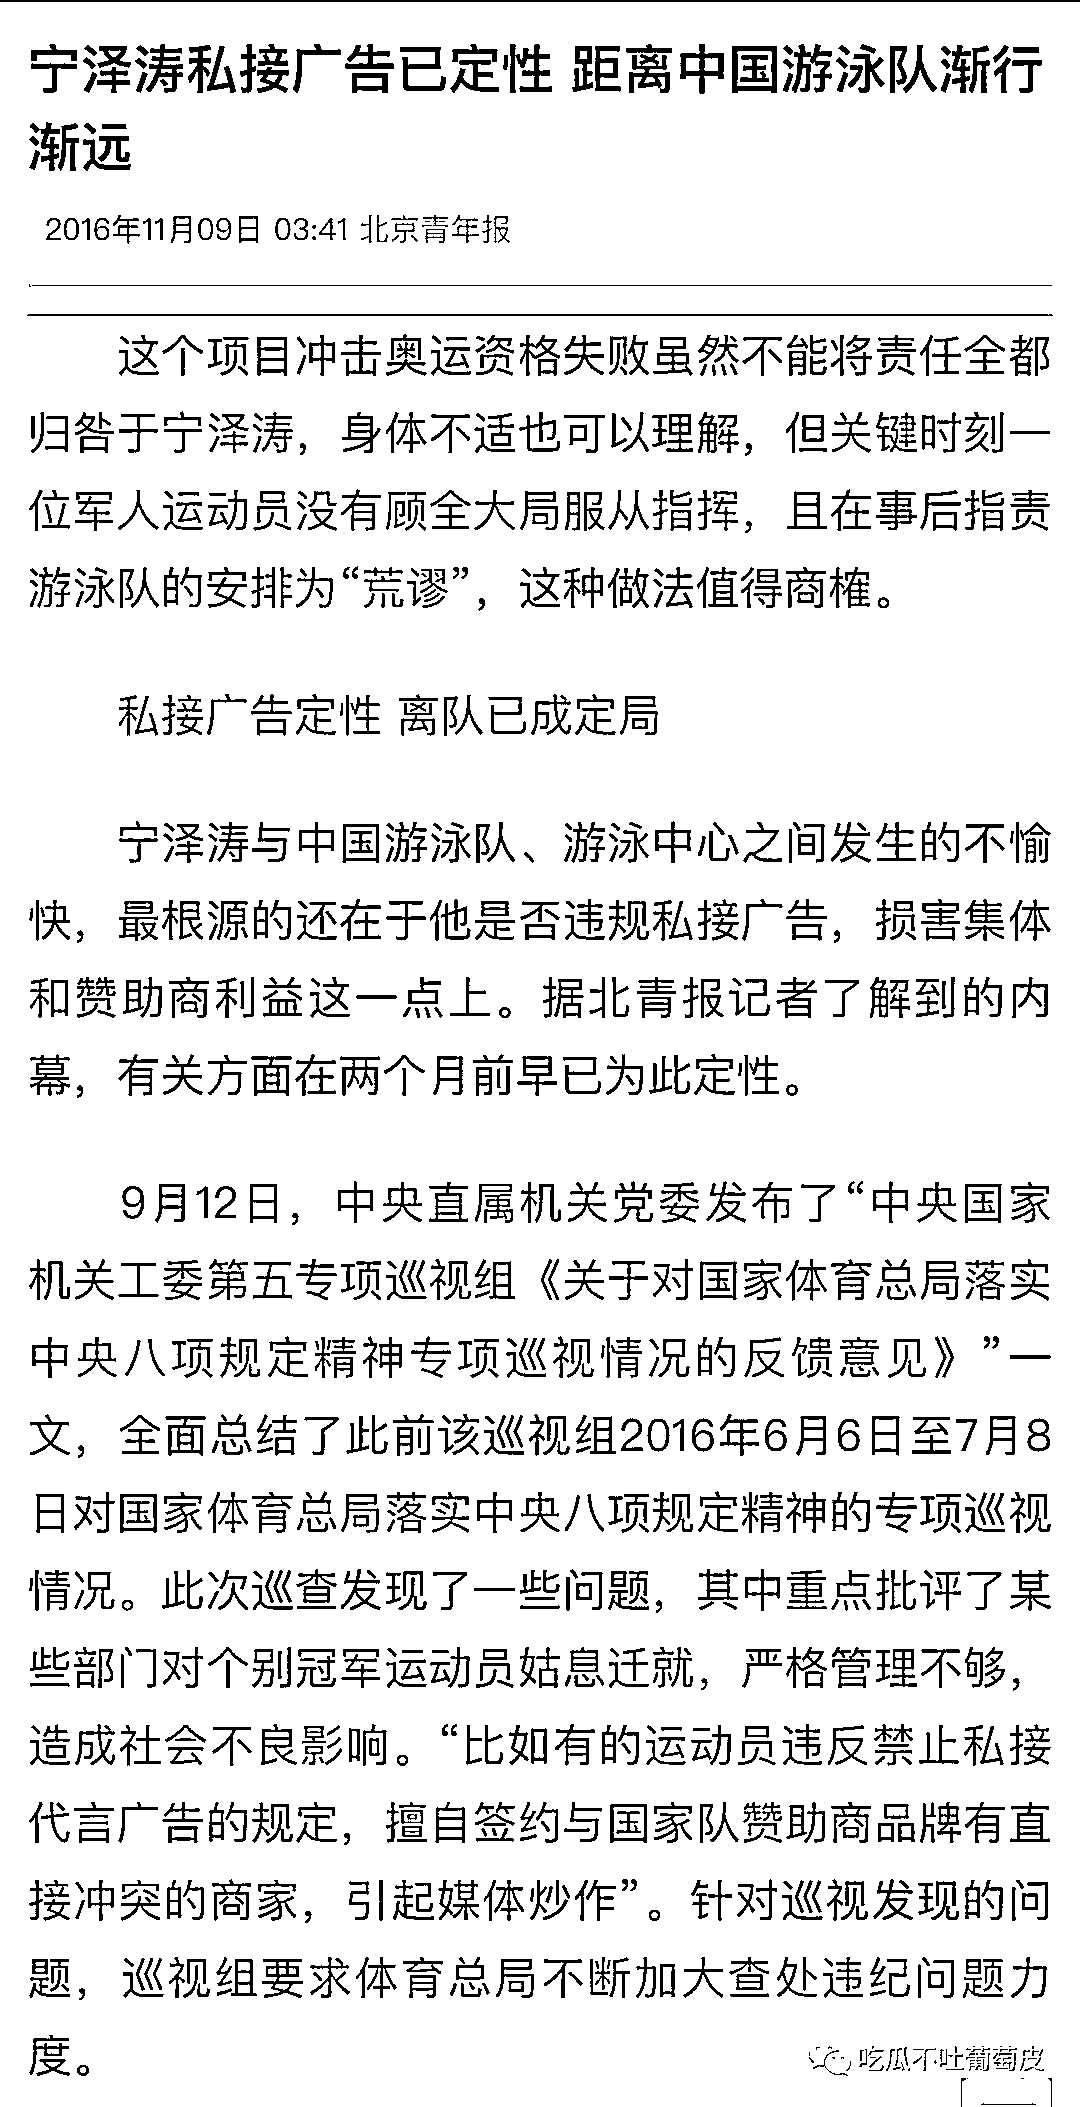 宁泽涛私接广告已定性 距离中国游泳队渐行
渐远
2016年11月09日 03:41 北京青年报
这个项目冲击奥运资格失败虽然不能将责任全都
归咎于宁泽涛，身体不适也可以理解，但关键时刻一
位军人运动员没有顾全大局服从指挥，且在事后指责
游泳队的安排为“荒谬”，这种做法值得商榷。
私接广告定性 离队已成定局
宁泽涛与中国游泳队、游泳中心之间发生的不愉
快，最根源的还在于他是否违规私接广告，损害集体
和赞助商利益这一点上。据北青报记者了解到的内
幕，有关方面在两个月前早已为此定性。
9月12日，中央直属机关党委发布了“中央国家
机关工委第五专项巡视组《关于对国家体育总局落实
中央八项规定精神专项巡视情况的反馈意见》”一
文，全面总结了此前该巡视组2016年6月6日至7月8
日对国家体育总局落实中央八项规定精神的专项巡视
情况。此次巡查发现了一些问题，其中重点批评了某
些部门对个别冠军运动员姑息迁就，严格管理不够，
造成社会不良影响。“比如有的运动员违反禁止私接
代言广告的规定，擅自签约与国家队赞助商品牌有直
接冲突的商家，引起媒体炒作”。针对巡视发现的问
题，巡视组要求体育总局不断加大查处违纪问题力
度。
吃瓜不吐葡萄皮